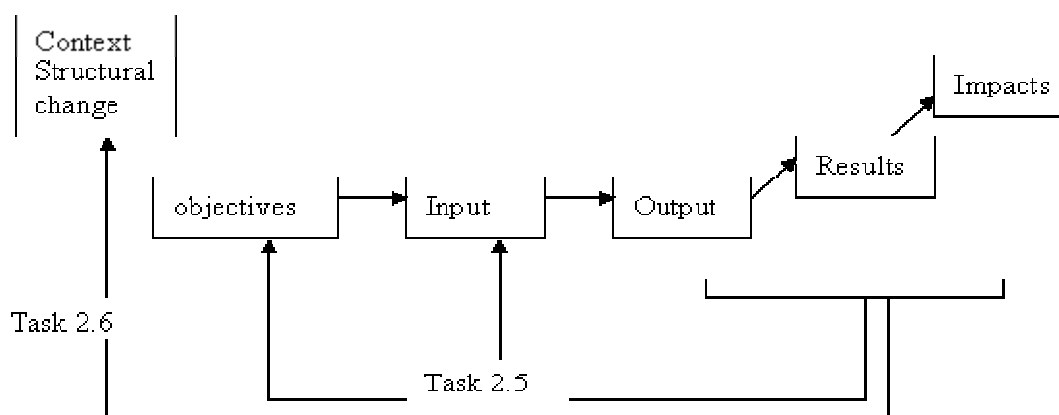 Context
Structural
change
Impacts
Results
objectives
Input
Output
Task 2.6
Task 2.5